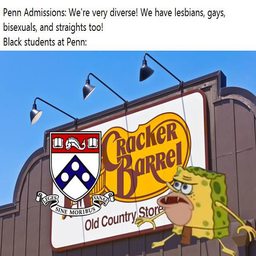 Penn Admissions: We're very diverse! We have lesbians, gays,
bisexuals, and straights too!
Black students at Penn:
Cracker
Barrel
Old Country Store
SINE MORIBUS